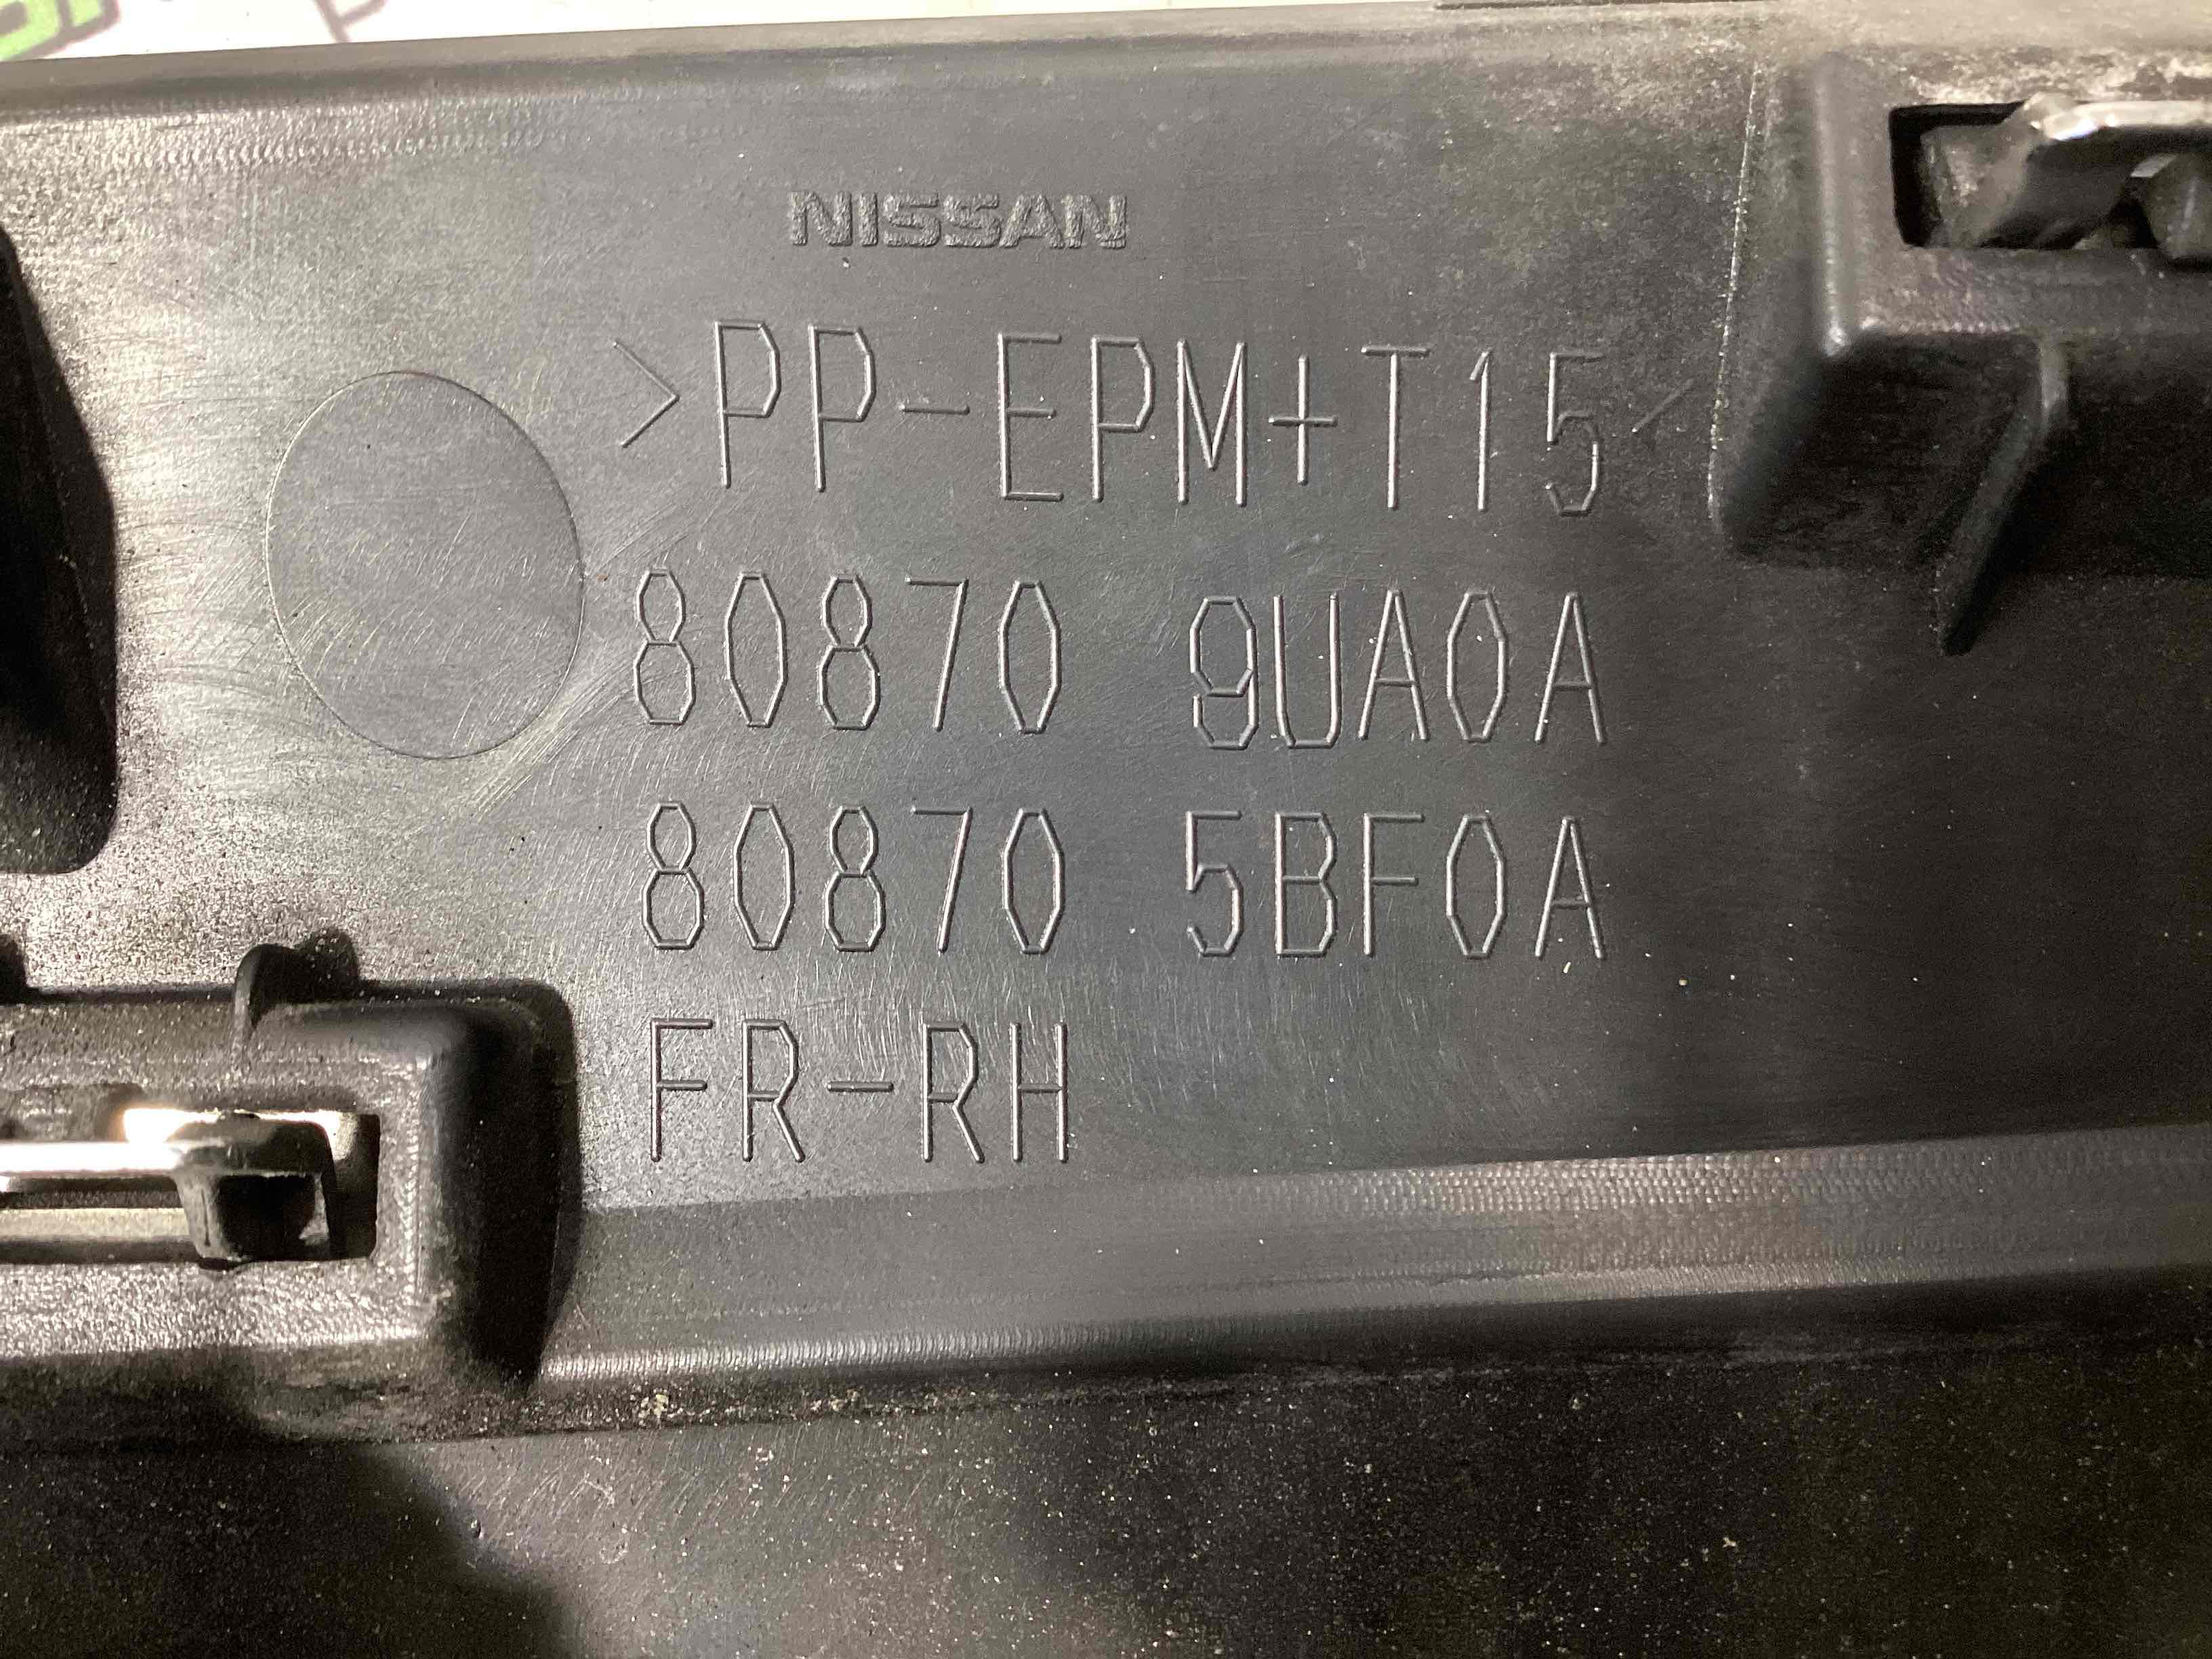 NISSAN
>PP-EPM+T15<
80870 9UA0A
80870 5BF0A
FR-RH